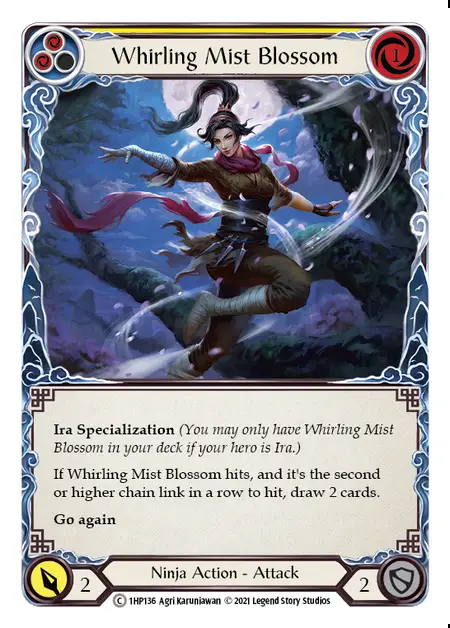 Whirling Mist Blossom
1
Ira Specialization (You may only have Whirling Mist
Blossom in your deck if your hero is Ira.)
If Whirling Mist Blossom hits, and it's the second
or higher chain link in a row to hit, draw 2 cards.
Go again
2
Ninja Action - Attack
2
C 1HP136 Agri Karuniawan © 2021 Legend Story Studios